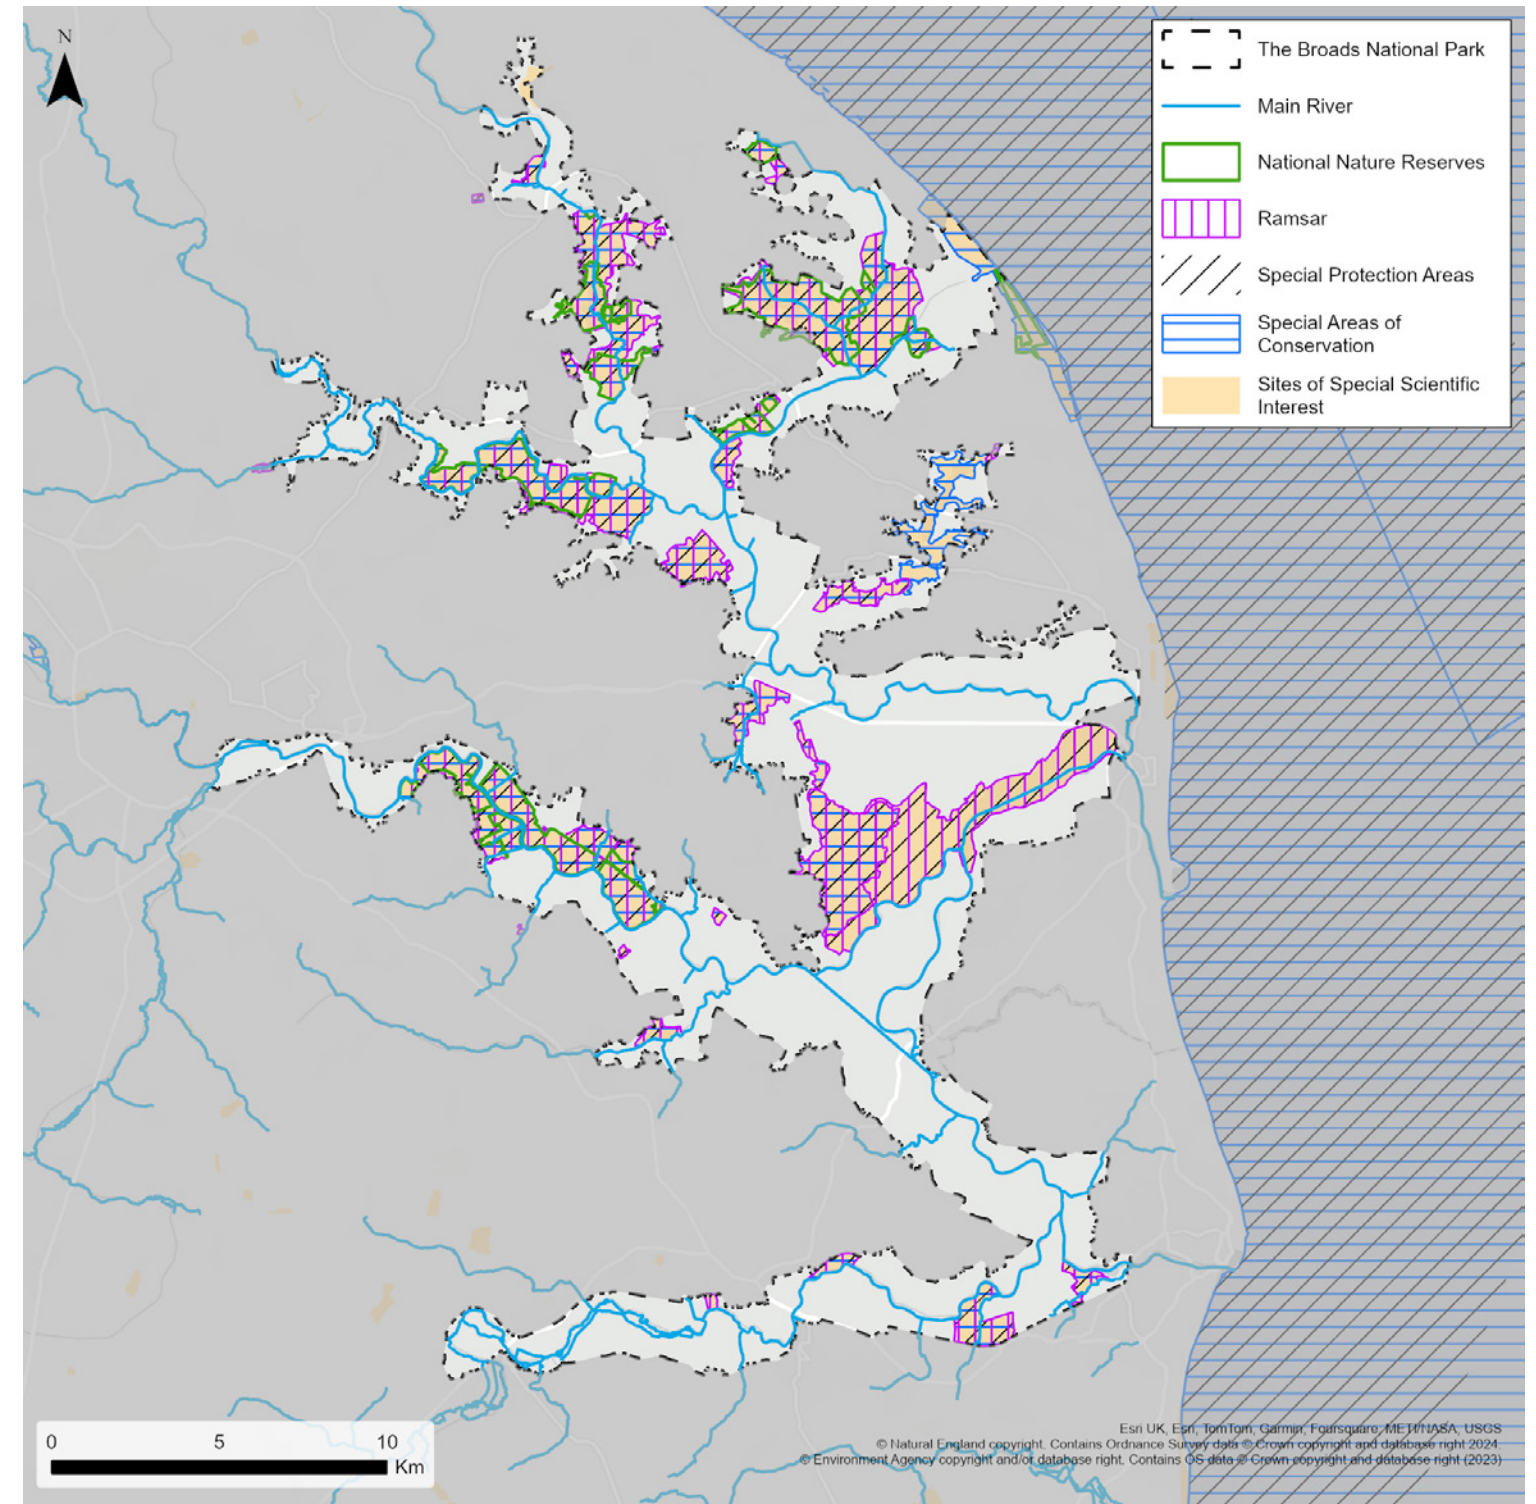 N
The Broads National Park
Main River
National Nature Reserves
Ramsar
Special Protection Areas
Special Areas of
Conservation
Sites of Special Scientific
Interest
0 5 10
Km
Esri UK, Esri, TomTom, Garmin, Foursquare, METI/NASA, USGS
© Natural England copyright. Contains Ordnance Survey data © Crown copyright and database right 2024.
© Environment Agency copyright and/or database right. Contains OS data © Crown copyright and database right (2023)